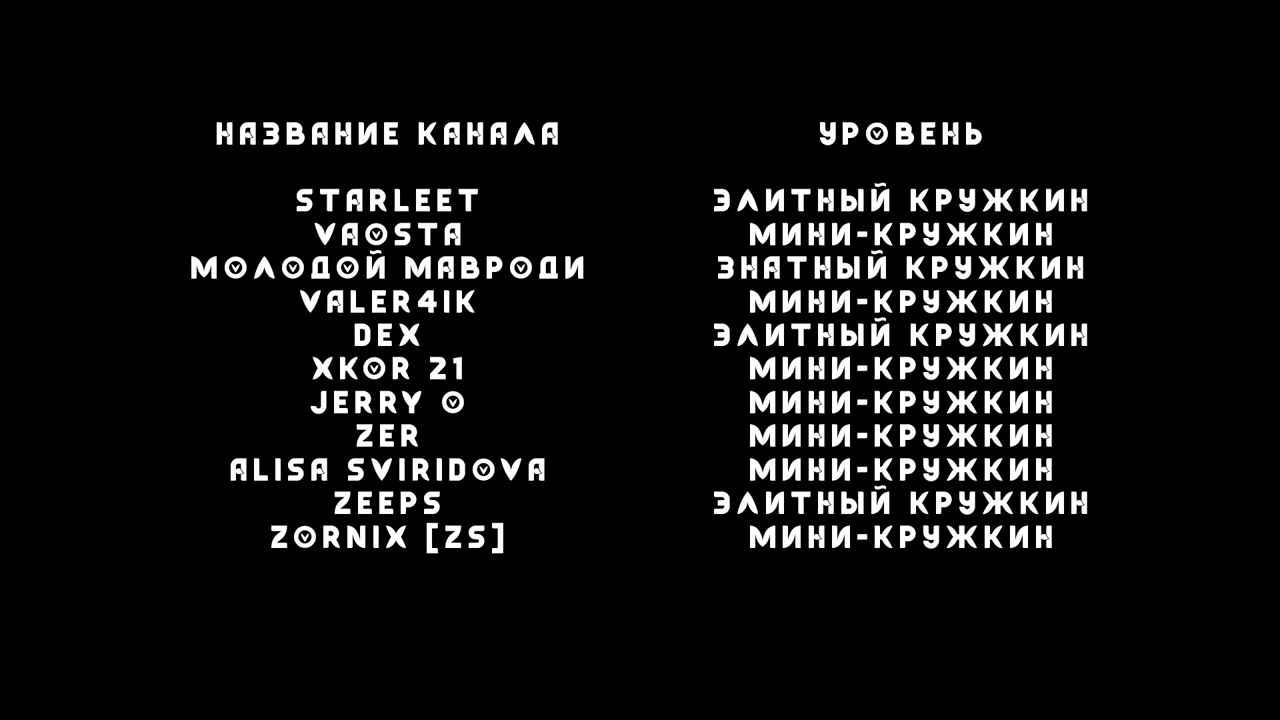 НАЗВАНИЕ КАНАЛА УРОВЕНЬ
STARLEET ЭЛИТНЫЙ КРУЖКИН
VAOSTA МИНИ-КРУЖКИН
МОЛОДОЙ МАВРОДИ ЗНАТНЫЙ КРУЖКИН
VALER4IK МИНИ-КРУЖКИН
DEX ЭЛИТНЫЙ КРУЖКИН
XKOR 21 МИНИ-КРУЖКИН
JERRY O МИНИ-КРУЖКИН
ZER МИНИ-КРУЖКИН
ALISA SVIRIDOVA МИНИ-КРУЖКИН
ZEEPS ЭЛИТНЫЙ КРУЖКИН
ZORNIX [ZS] МИНИ-КРУЖКИН